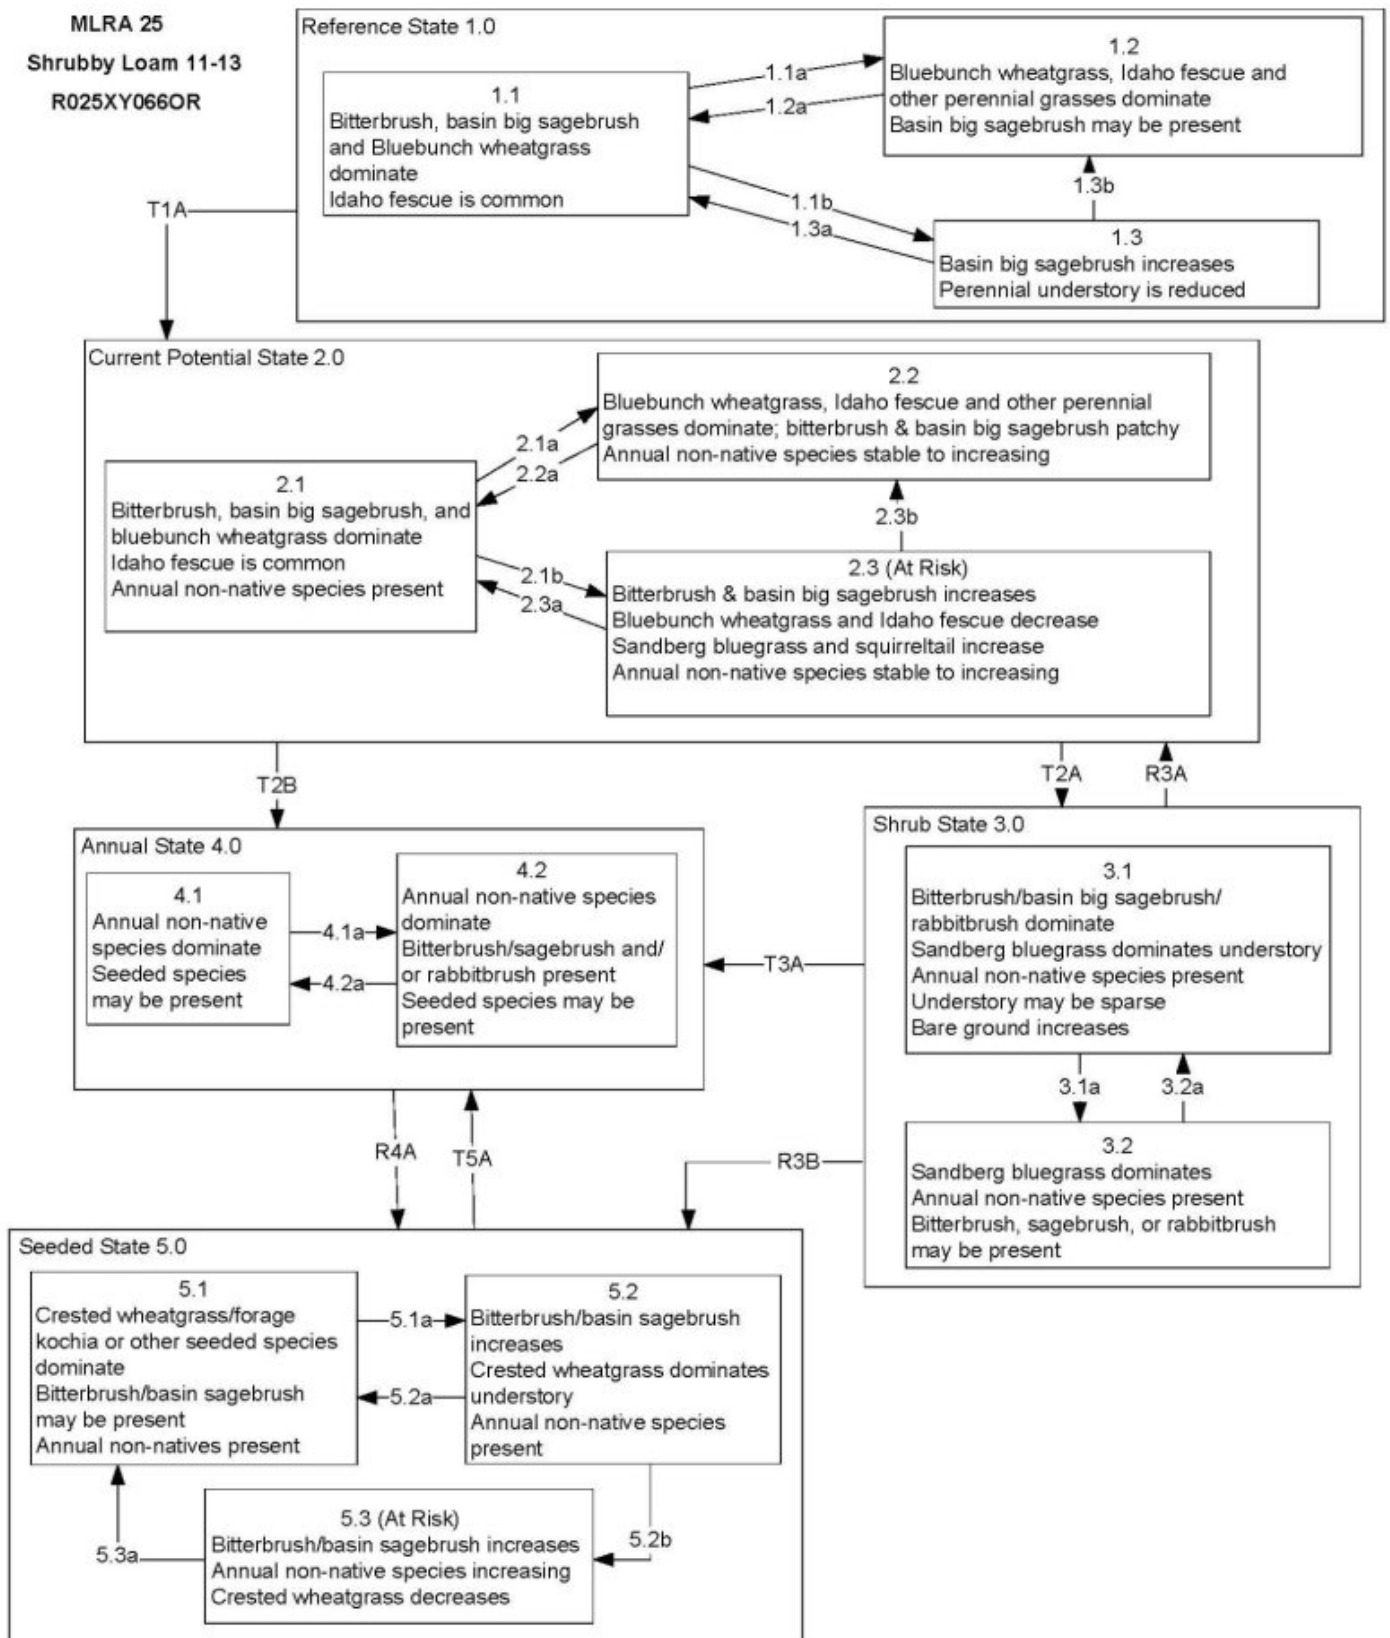 MLRA 25
Shrubby Loam 11-13
R025XY066OR
Reference State 1.0
1.1
Bitterbrush, basin big sagebrush
and Bluebunch wheatgrass
dominate
Idaho fescue is common
1.1a
1.2a
1.2
Bluebunch wheatgrass, Idaho fescue and
other perennial grasses dominate
Basin big sagebrush may be present
1.3b
1.1b
1.3a
1.3
Basin big sagebrush increases
Perennial understory is reduced
T1A
Current Potential State 2.0
2.1
Bitterbrush, basin big sagebrush, and
bluebunch wheatgrass dominate
Idaho fescue is common
Annual non-native species present
2.1a
2.2a
2.2
Bluebunch wheatgrass, Idaho fescue and other perennial
grasses dominate; bitterbrush & basin big sagebrush patchy
Annual non-native species stable to increasing
2.3b
2.1b
2.3a
2.3 (At Risk)
Bitterbrush & basin big sagebrush increases
Bluebunch wheatgrass and Idaho fescue decrease
Sandberg bluegrass and squirreltail increase
Annual non-native species stable to increasing
T2B
T2A
R3A
Annual State 4.0
4.1
Annual non-native
species dominate
Seeded species
may be present
4.1a
4.2a
4.2
Annual non-native species
dominate
Bitterbrush/sagebrush and/
or rabbitbrush present
Seeded species may be
present
T3A
Shrub State 3.0
3.1
Bitterbrush/basin big sagebrush/
rabbitbrush dominate
Sandberg bluegrass dominates understory
Annual non-native species present
Understory may be sparse
Bare ground increases
3.1a
3.2a
3.2
Sandberg bluegrass dominates
Annual non-native species present
Bitterbrush, sagebrush, or rabbitbrush
may be present
R4A
T5A
R3B
Seeded State 5.0
5.1
Crested wheatgrass/forage
kochia or other seeded species
dominate
Bitterbrush/basin sagebrush
may be present
Annual non-natives present
5.1a
5.2a
5.2
Bitterbrush/basin sagebrush
increases
Crested wheatgrass dominates
understory
Annual non-native species
present
5.3a
5.3 (At Risk)
Bitterbrush/basin sagebrush increases
Annual non-native species increasing
Crested wheatgrass decreases
5.2b